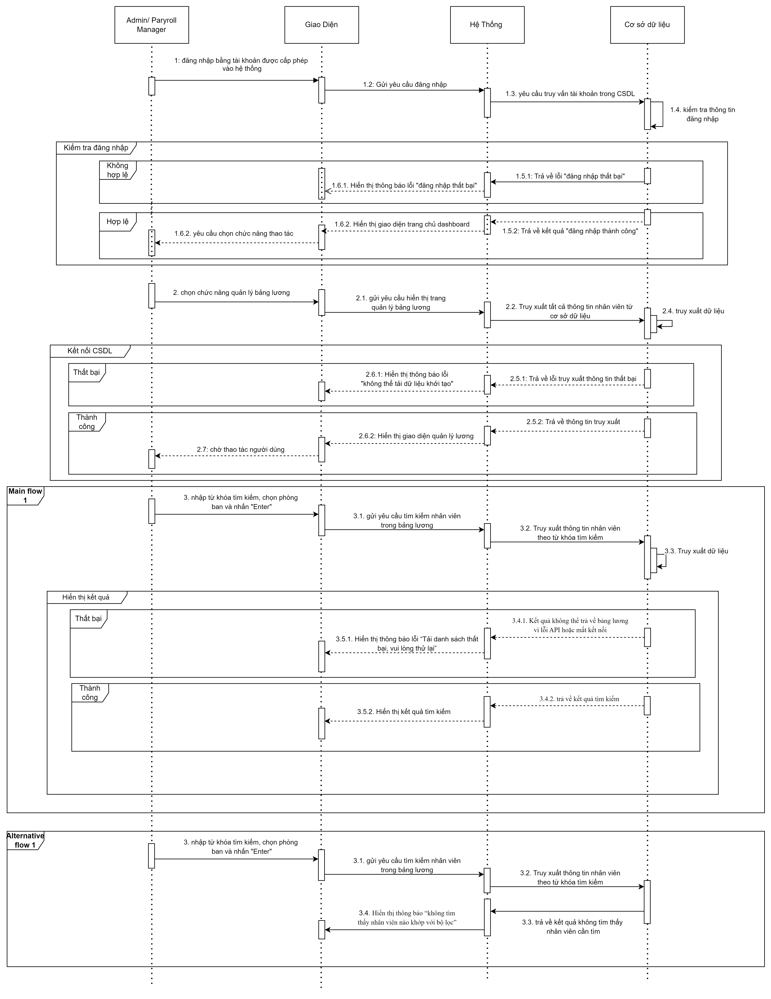 Admin/ Paryroll
Manager
Giao Diện
Hệ Thống
Cơ sở dữ liệu
1: đăng nhập bằng tài khoản được cấp phép
vào hệ thống
1.2: Gửi yêu cầu đăng nhập
1.3. yêu cầu truy vấn tài khoản trong CSDL
1.4. kiểm tra thông tin
đăng nhập
Kiểm tra đăng nhập
Không
hợp lệ
1.5.1: Trả về lỗi "đăng nhập thất bại"
1.6.1. Hiển thị thông báo lỗi "đăng nhập thất bại"
Hợp lệ
1.6.2. Hiển thị giao diện trang chủ dashboard
1.5.2: Trả về kết quả "đăng nhập thành công"
1.6.2. yêu cầu chọn chức năng thao tác
2. chọn chức năng quản lý bảng lương
2.1. gửi yêu cầu hiển thị trang
quản lý bảng lương
2.2. Truy xuất tất cả thông tin nhân viên từ
cơ sở dữ liệu
2.4. truy xuất dữ liệu
Kết nối CSDL
Thất bại
2.6.1: Hiển thị thông báo lỗi
"không thể tải dữ liệu khởi tạo"
2.5.1: Trả về lỗi truy xuất thông tin thất bại
Thành
công
2.5.2: Trả về thông tin truy xuất
2.6.2: Hiển thị giao diện quản lý lương
2.7: chờ thao tác người dùng
Main flow
1
3. nhập từ khóa tìm kiếm, chọn phòng
ban và nhấn "Enter"
3.1. gửi yêu cầu tìm kiếm nhân viên
trong bảng lương
3.2. Truy xuất thông tin nhân viên
theo từ khóa tìm kiếm
3.3. Truy xuất dữ liệu
Hiển thị kết quả
Thất bại
3.4.1. Kết quả không thể trả về bảng lương
vì lỗi API hoặc mất kết nối
3.5.1. Hiển thị thông báo lỗi “Tải danh sách thất
bại, vui lòng thử lại”
Thành
công
3.4.2. trả về kết quả tìm kiếm
3.5.2. Hiển thị kết quả tìm kiếm
Alternative
flow 1
3. nhập từ khóa tìm kiếm, chọn phòng
ban và nhấn "Enter"
3.1. gửi yêu cầu tìm kiếm nhân viên
trong bảng lương
3.2. Truy xuất thông tin nhân viên
theo từ khóa tìm kiếm
3.4. Hiển thị thông báo “không tìm
thấy nhân viên nào khớp với bộ lọc”
3.3. trả về kết quả không tìm thấy
nhân viên cần tìm